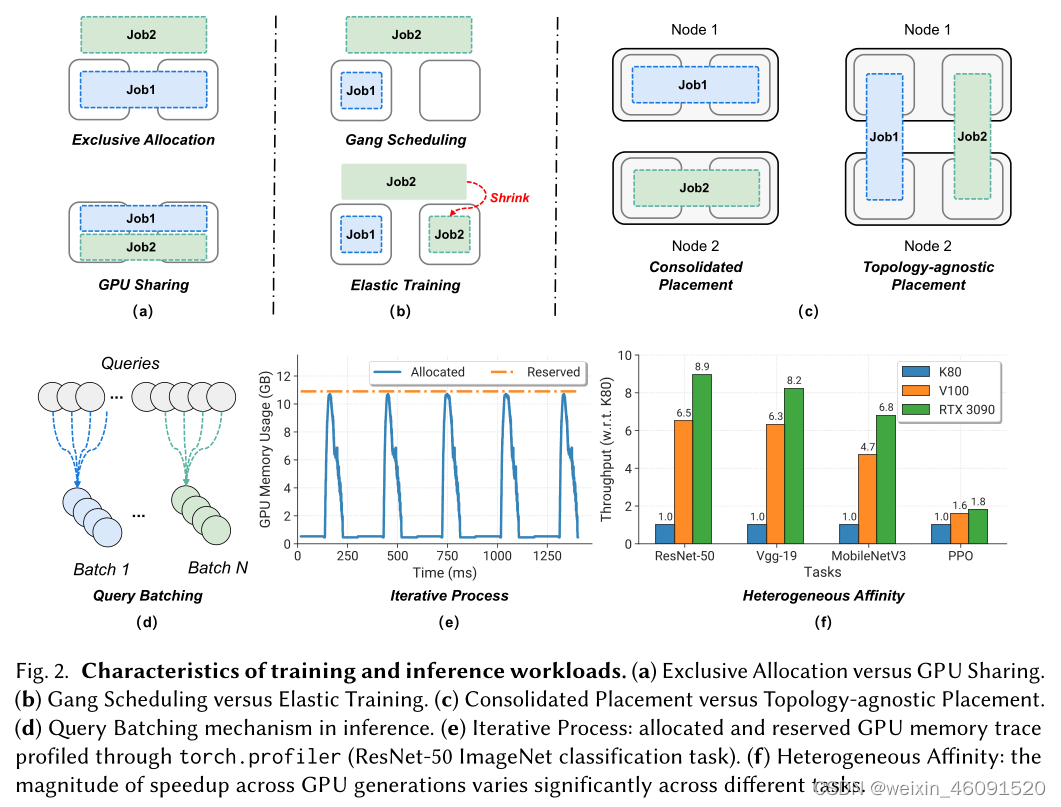 Job2
Job1
Exclusive Allocation
Job1
Job2
GPU Sharing
(a)
Job2
Job1
Gang Scheduling
Job2
Shrink
Job1
Job2
Elastic Training
(b)
Node 1
Node 1
Job1
Job1
Job2
Job2
Node 2
Node 2
Consolidated
Placement
Topology-agnostic
Placement
(c)
Queries
...
...
Batch 1
Batch N
Query Batching
(d)
Allocated
Reserved
GPU Memory Usage (GB)
12
10
8
6
4
2
0
0
250
500
750
1000
1250
Time (ms)
Iterative Process
(e)
Throughput (w.r.t. K80)
10
8
6
4
2
0
K80
V100
RTX 3090
1.0
6.5
8.9
1.0
6.3
8.2
1.0
4.7
6.8
1.0
1.6
1.8
ResNet-50
Vgg-19
MobileNetV3
PPO
Tasks
Heterogeneous Affinity
(f)
Fig. 2. Characteristics of training and inference workloads. (a) Exclusive Allocation versus GPU Sharing.
(b) Gang Scheduling versus Elastic Training. (c) Consolidated Placement versus Topology-agnostic Placement.
(d) Query Batching mechanism in inference. (e) Iterative Process: allocated and reserved GPU memory trace
profiled through torch.profiler (ResNet-50 ImageNet classification task). (f) Heterogeneous Affinity: the
magnitude of speedup across GPU generations varies significantly across different tasks.
CSDN @weixin_46091520